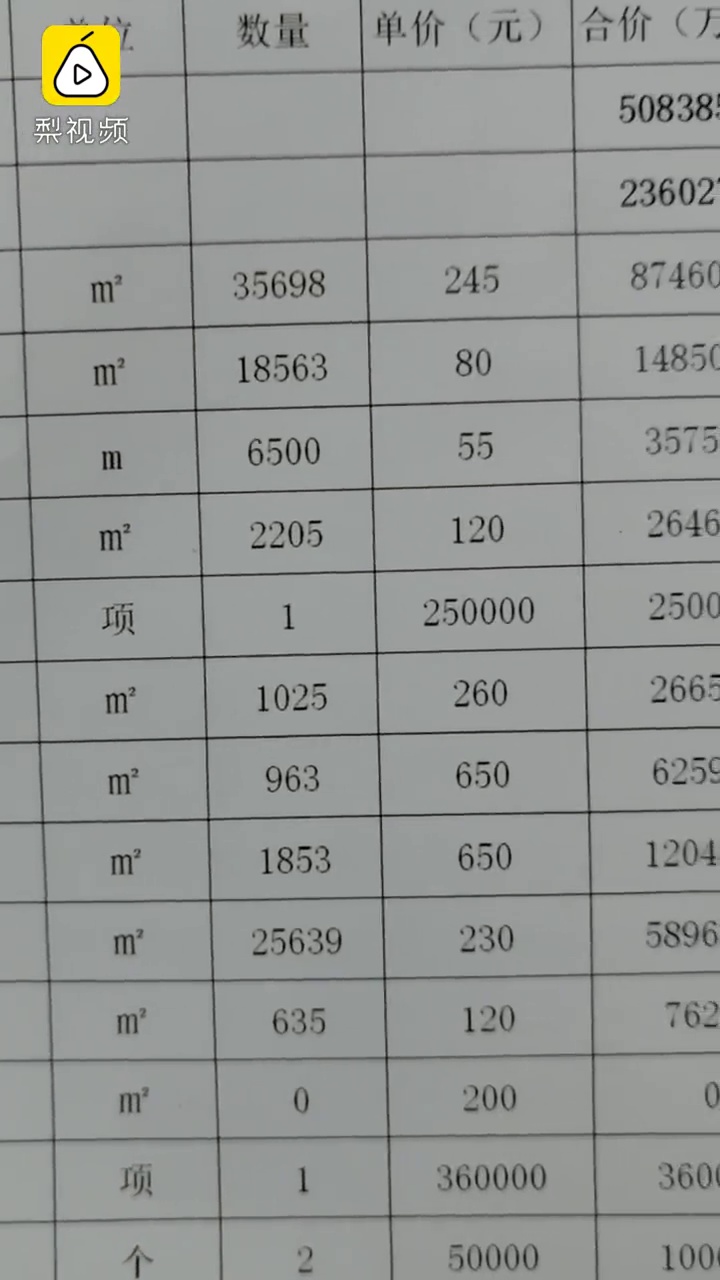 单位 数量 单价（元） 合价（万
梨视频
508385
23602
m² 35698 245 87460
m² 18563 80 14850
m 6500 55 3575
m² 2205 120 2646
项 1 250000 2500
m² 1025 260 2665
m² 963 650 6259
m² 1853 650 1204
m² 25639 230 5896
m² 635 120 762
m² 0 200 0
项 1 360000 3600
个 2 50000 1000